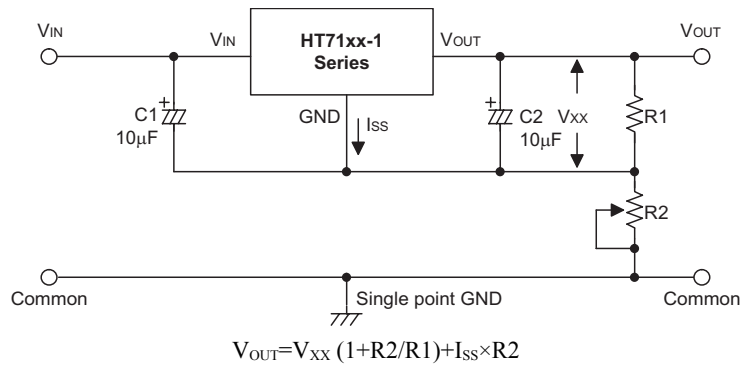 VIN
VIN
HT71xx-1
Series
VOUT
VOUT
C1
10μF
GND
ISS
C2
10μF
VXX
R1
R2
Common
Single point GND
Common
VOUT=VXX (1+R2/R1)+ISS×R2